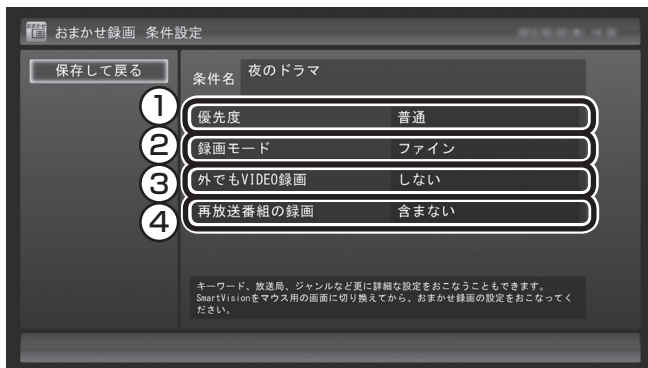 おまかせ録画 条件設定
保存して戻る
条件名 夜のドラマ
① 優先度 普通
② 録画モード ファイン
③ 外でもVIDEO録画 しない
④ 再放送番組の録画 含まない
キーワード、放送局、ジャンルなど更に詳細な設定をおこなうこともできます。
SmartVisionをマウス用の画面に切り換えてから、おまかせ録画の設定をおこなってく
ださい。